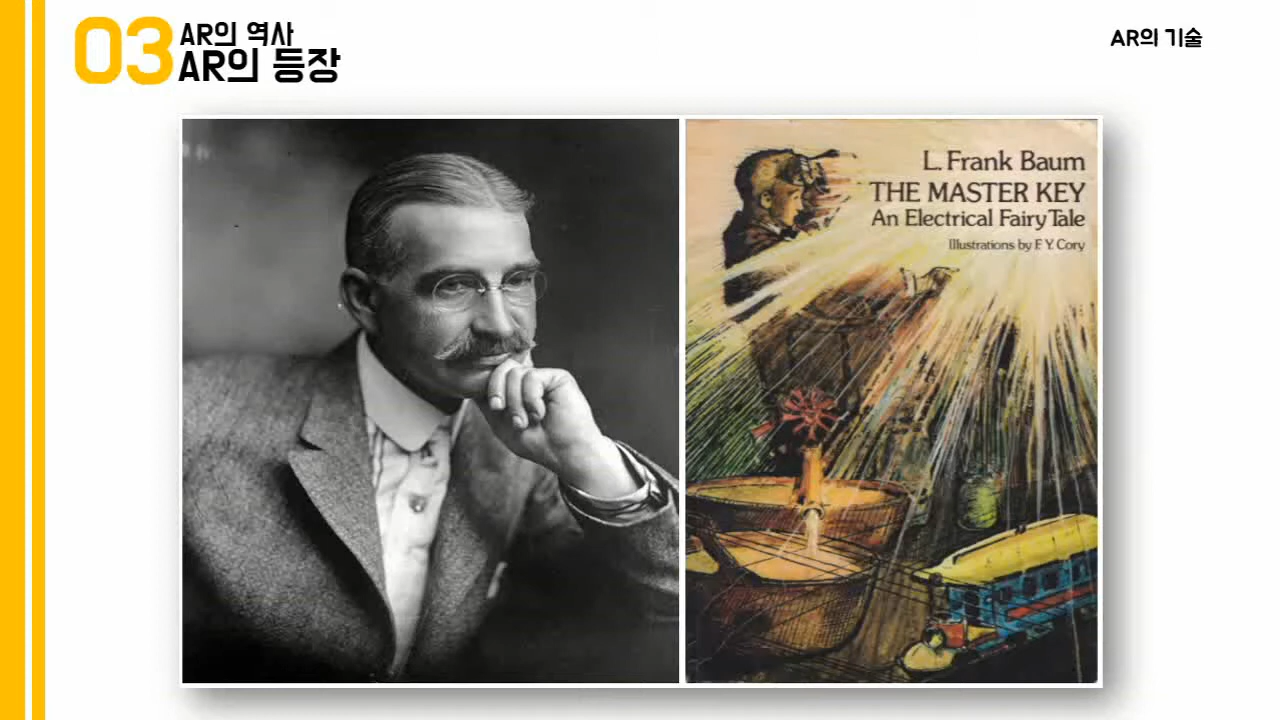 03
AR의 역사
AR의 등장
AR의 기술
L. Frank Baum
THE MASTER KEY
An Electrical Fairy Tale
Illustrations by F. Y. Cory